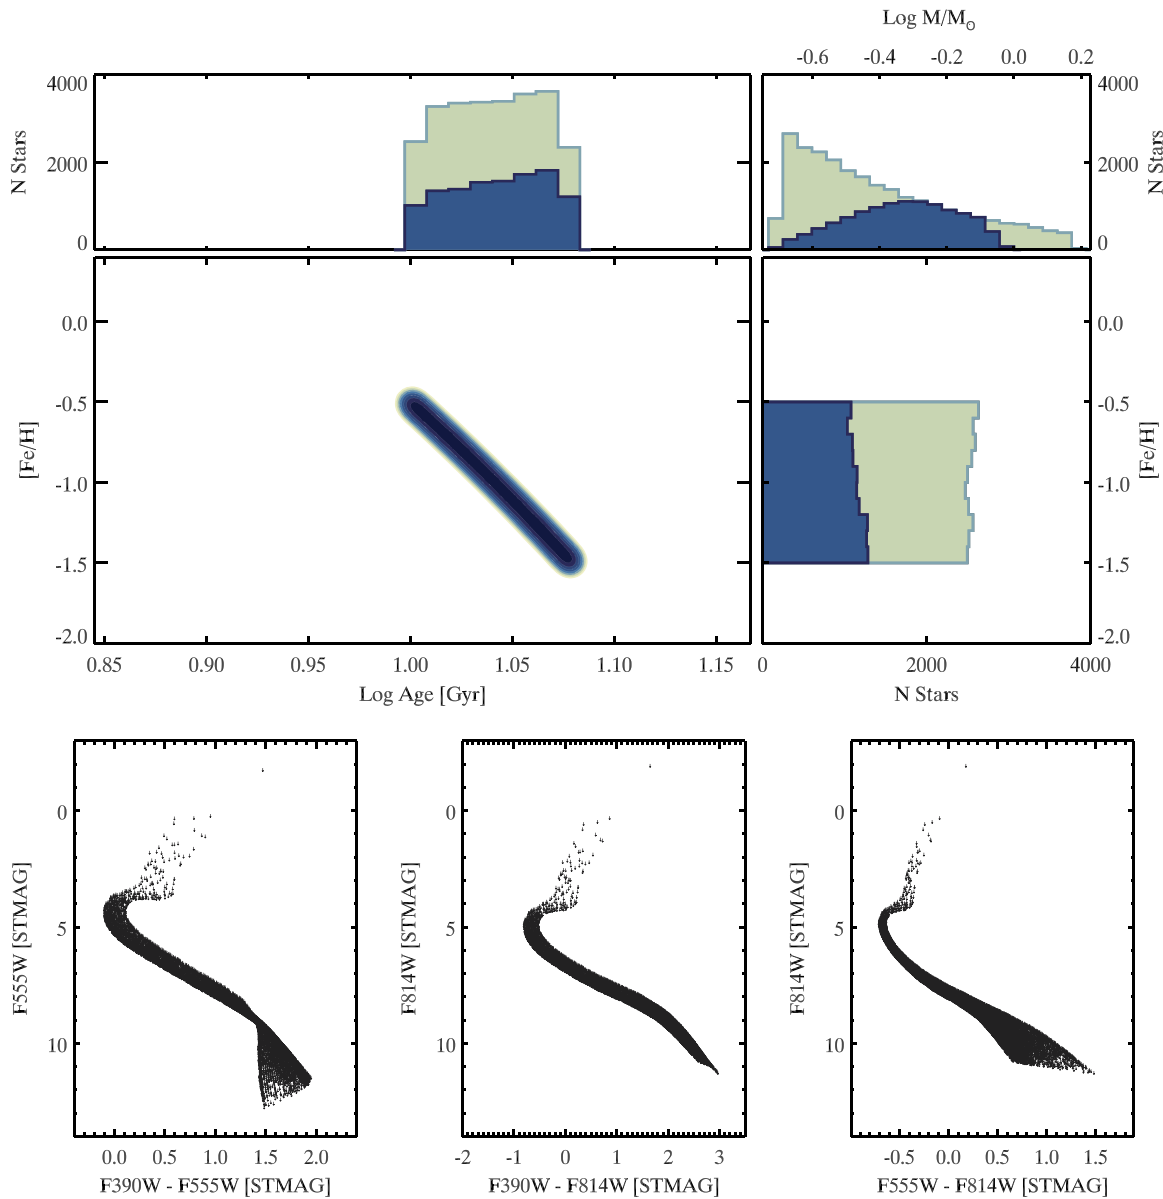 Log M/M☉
-0.6 -0.4 -0.2 0.0 0.2
4000
2000
0
N Stars
4000
2000
0
N Stars
0.0
-0.5
-1.0
-1.5
-2.0
[Fe/H]
0.0
-0.5
-1.0
-1.5
-2.0
[Fe/H]
0.85 0.90 0.95 1.00 1.05 1.10 1.15
Log Age [Gyr]
0 2000 4000
N Stars
0
5
10
F555W [STMAG]
0.0 0.5 1.0 1.5 2.0
F390W - F555W [STMAG]
0
5
10
F814W [STMAG]
-2 -1 0 1 2 3
F390W - F814W [STMAG]
0
5
10
F814W [STMAG]
-0.5 0.0 0.5 1.0 1.5
F555W - F814W [STMAG]